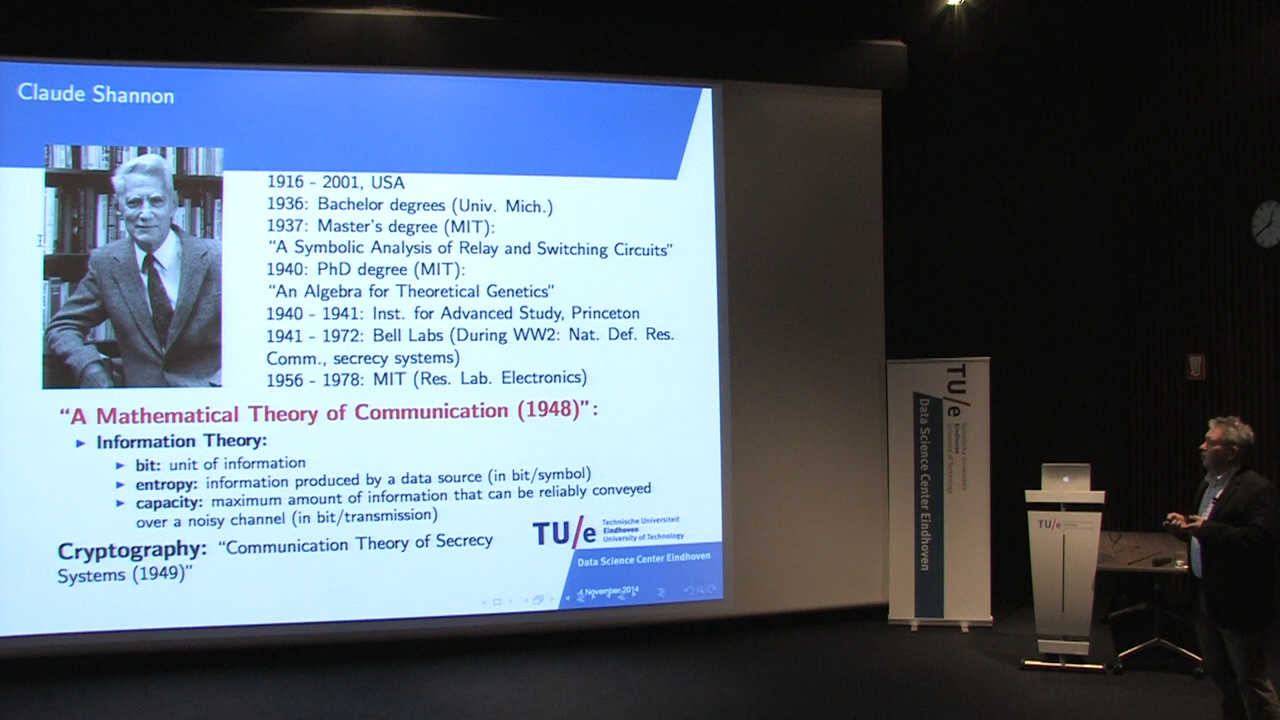 Claude Shannon
1916 - 2001, USA
1936: Bachelor degrees (Univ. Mich.)
1937: Master's degree (MIT):
“A Symbolic Analysis of Relay and Switching Circuits”
1940: PhD degree (MIT):
“An Algebra for Theoretical Genetics”
1940 - 1941: Inst. for Advanced Study, Princeton
1941 - 1972: Bell Labs (During WW2: Nat. Def. Res.
Comm., secrecy systems)
1956 - 1978: MIT (Res. Lab. Electronics)
“A Mathematical Theory of Communication (1948)”:
Information Theory:
bit: unit of information
entropy: information produced by a data source (in bit/symbol)
capacity: maximum amount of information that can be reliably conveyed
over a noisy channel (in bit/transmission)
Cryptography: “Communication Theory of Secrecy
Systems (1949)”
TU/e
Technische Universiteit
Eindhoven
University of Technology
Data Science Center Eindhoven
4 November 2014
TU/e
Technische Universiteit
Eindhoven
University of Technology
Data Science Center Eindhoven
TU/e